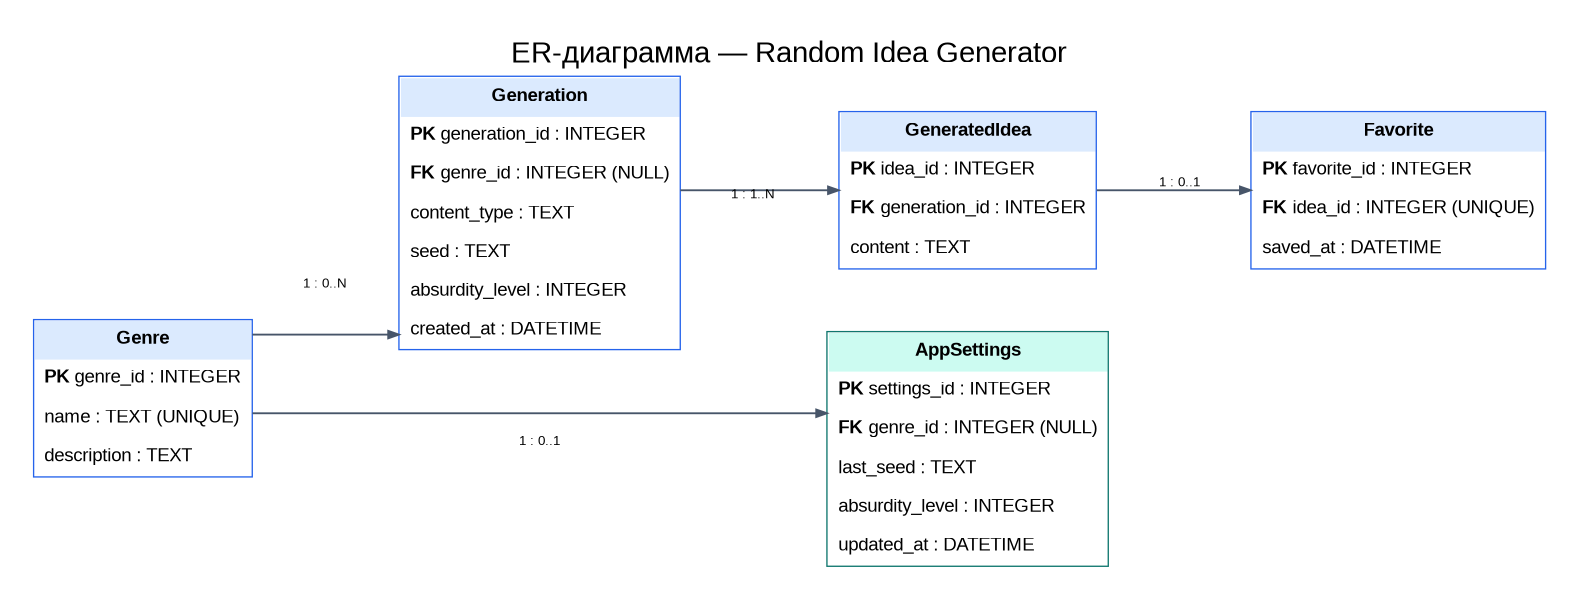 ER-диаграмма — Random Idea Generator
Generation
PK generation_id : INTEGER
FK genre_id : INTEGER (NULL)
content_type : TEXT
seed : TEXT
absurdity_level : INTEGER
created_at : DATETIME
1 : 1..N
GeneratedIdea
PK idea_id : INTEGER
FK generation_id : INTEGER
content : TEXT
1 : 0..1
Favorite
PK favorite_id : INTEGER
FK idea_id : INTEGER (UNIQUE)
saved_at : DATETIME
1 : 0..N
Genre
PK genre_id : INTEGER
name : TEXT (UNIQUE)
description : TEXT
1 : 0..1
AppSettings
PK settings_id : INTEGER
FK genre_id : INTEGER (NULL)
last_seed : TEXT
absurdity_level : INTEGER
updated_at : DATETIME